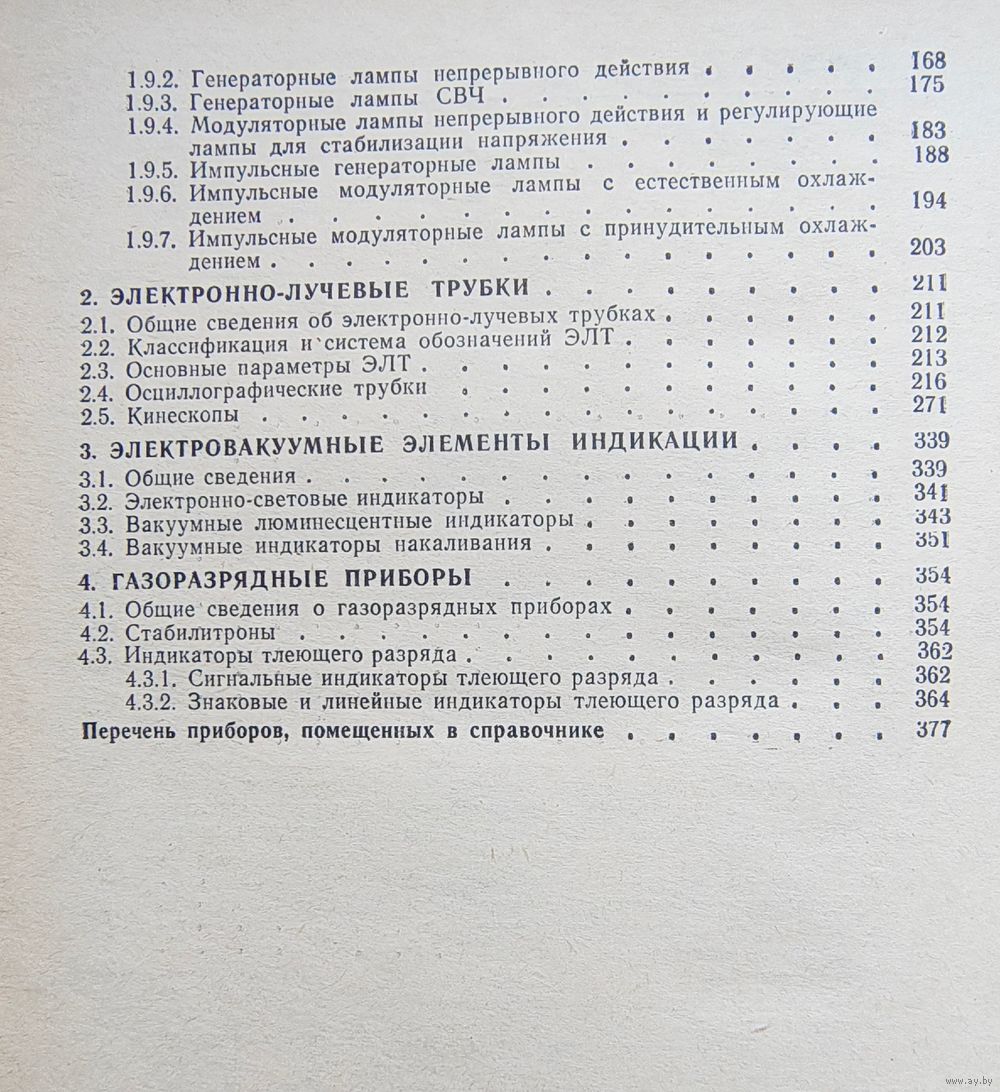 1.9.2. Генераторные лампы непрерывного действия . . . . . 168
1.9.3. Генераторные лампы СВЧ . . . . . . . . . 175
1.9.4. Модуляторные лампы непрерывного действия и регулирующие
лампы для стабилизации напряжения . . . . . . . 183
1.9.5. Импульсные генераторные лампы . . . . . . . 188
1.9.6. Импульсные модуляторные лампы с естественным охлаж-
дением . . . . . . . . . . . . . 194
1.9.7. Импульсные модуляторные лампы с принудительным охлаж-
дением . . . . . . . . . . . . . 203
2. ЭЛЕКТРОННО-ЛУЧЕВЫЕ ТРУБКИ . . . . . . . . . 211
2.1. Общие сведения об электронно-лучевых трубках . . . . . . 211
2.2. Классификация и система обозначений ЭЛТ . . . . . . . 212
2.3. Основные параметры ЭЛТ . . . . . . . . . . . 213
2.4. Осциллографические трубки . . . . . . . . . . 216
2.5. Кинескопы . . . . . . . . . . . . . . 271
3. ЭЛЕКТРОВАКУУМНЫЕ ЭЛЕМЕНТЫ ИНДИКАЦИИ . . . . 339
3.1. Общие сведения . . . . . . . . . . . . . 339
3.2. Электронно-световые индикаторы . . . . . . . . . 341
3.3. Вакуумные люминесцентные индикаторы . . . . . . . 343
3.4. Вакуумные индикаторы накаливания . . . . . . . . 351
4. ГАЗОРАЗРЯДНЫЕ ПРИБОРЫ . . . . . . . . . . 354
4.1. Общие сведения о газоразрядных приборах . . . . . . . 354
4.2. Стабилитроны . . . . . . . . . . . . . 354
4.3. Индикаторы тлеющего разряда . . . . . . . . . . 362
4.3.1. Сигнальные индикаторы тлеющего разряда . . . . . . 362
4.3.2. Знаковые и линейные индикаторы тлеющего разряда . . . 364
Перечень приборов, помещенных в справочнике . . . . . . . 377
www.ay.by